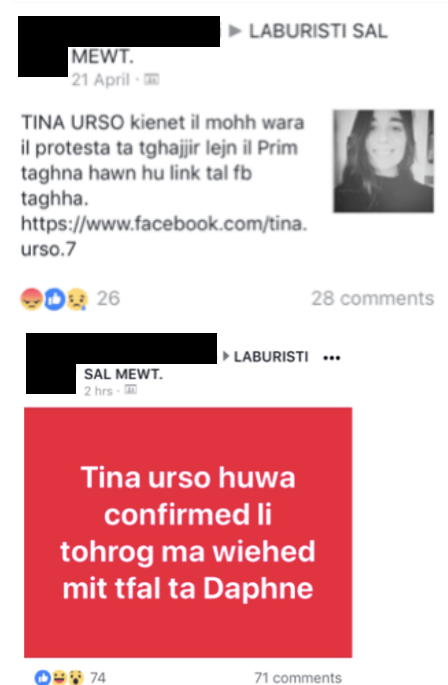 LABURISTI SAL
MEWT.
21 April ·
TINA URSO kienet il mohh wara
il protesta ta tghajjir lejn il Prim
taghna hawn hu link tal fb
taghha.
https://www.facebook.com/tina.
urso.7
26
28 comments
LABURISTI
SAL MEWT.
2 hrs ·
Tina urso huwa
confirmed li
tohrog ma wiehed
mit tfal ta Daphne
74
71 comments